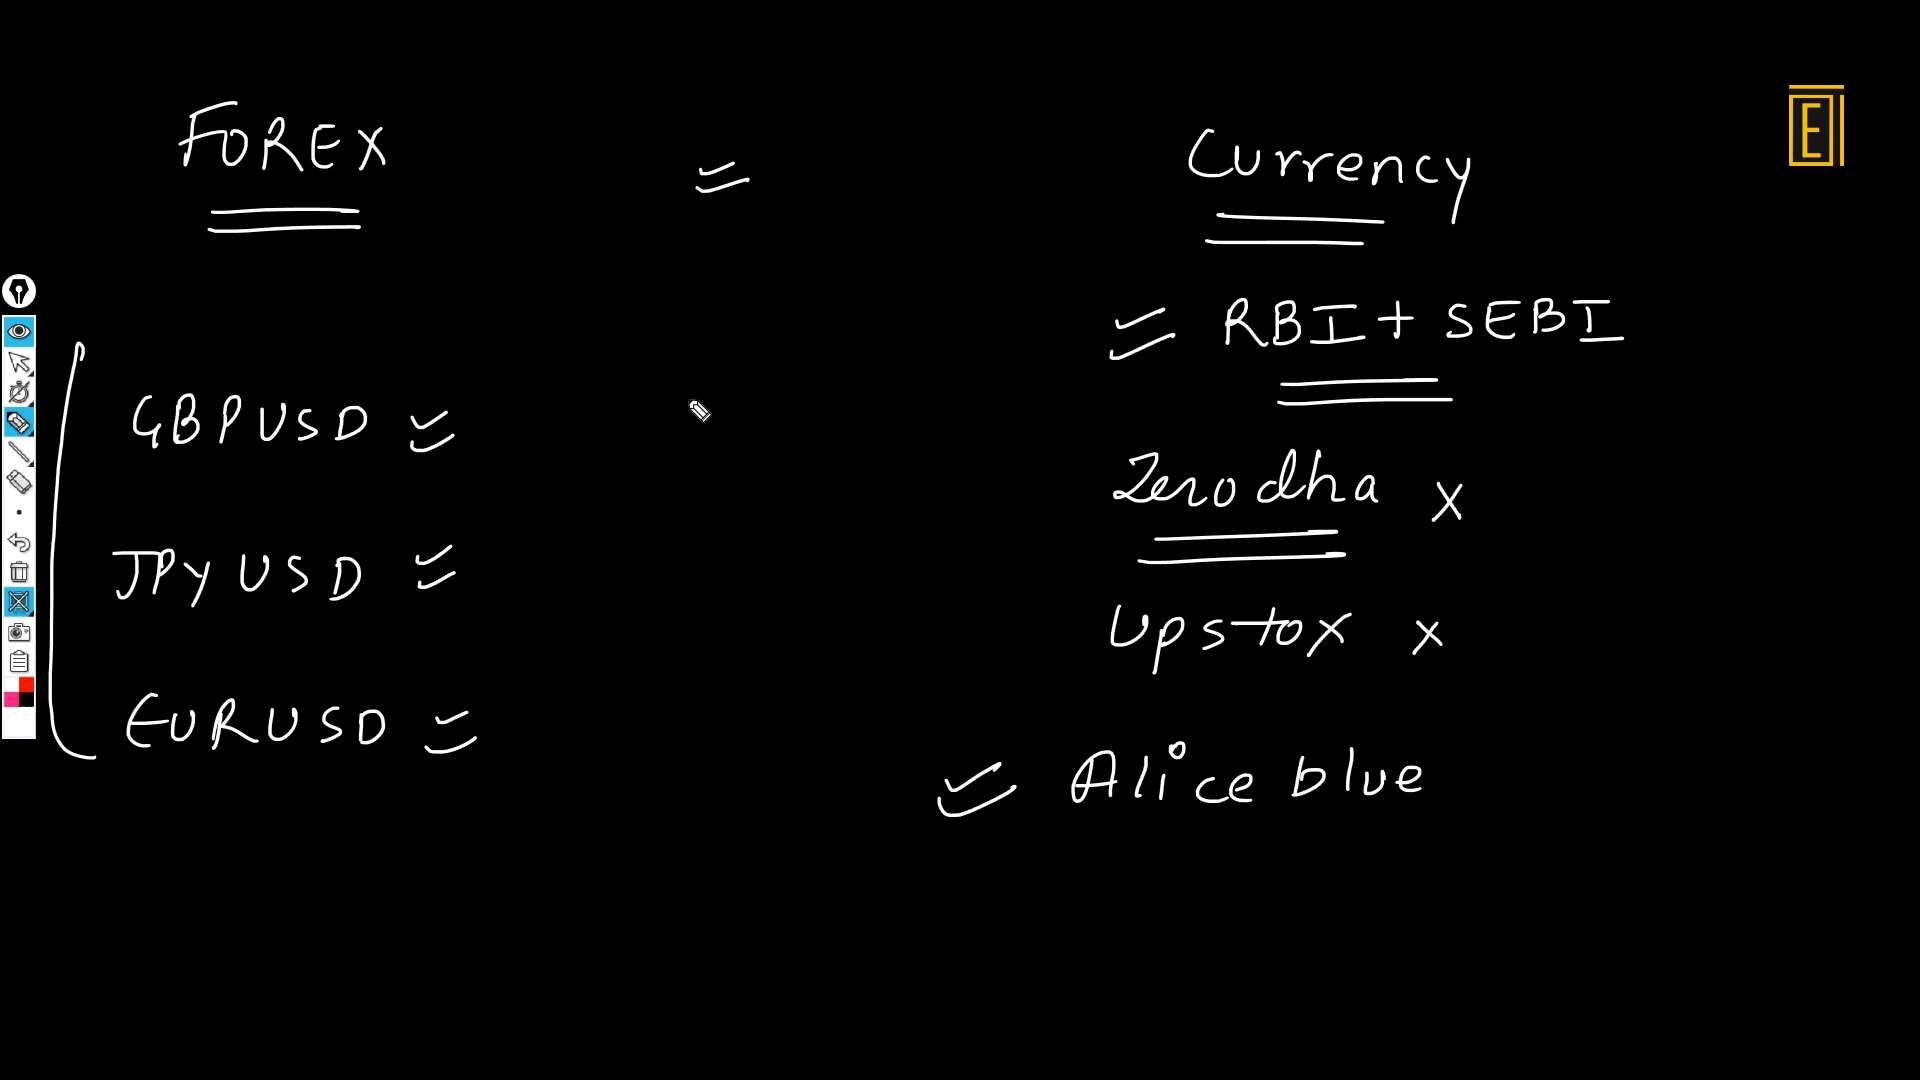 FOREX
GBPUSD
JPYUSD
EURUSD
Currency
RBI + SEBI
Zerodha x
Upstox x
Alice blue
E